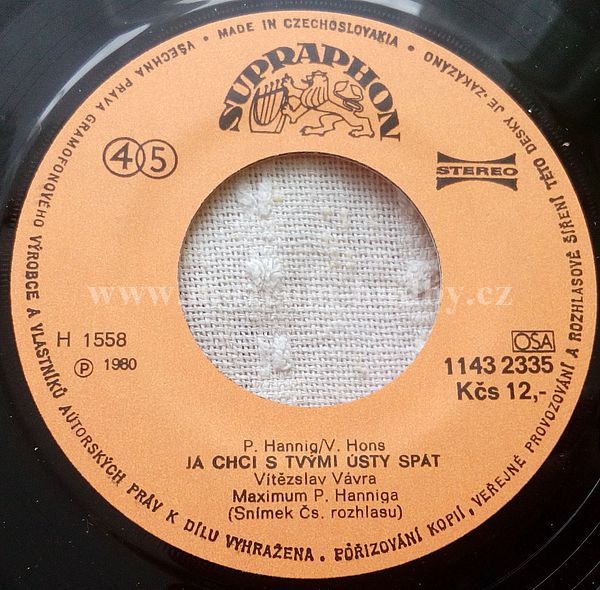 MADE IN CZECHOSLOVAKIA •
VŠECHNA PRÁVA GRAMOFONOVÉHO VÝROBCE A VLASTNÍKŮ AUTORSKÝCH PRÁV K DÍLU VYHRAŽENA. • POŘIZOVÁNÍ KOPIÍ, VEŘEJNÉ PROVOZOVÁNÍ A ROZHLASOVÉ ŠÍŘENÍ TÉTO DESKY JE ZAKÁZÁNO •
SUPRAPHON
45
STEREO
www. .cz
H 1558
Ⓟ 1980
OSA
1143 2335
Kčs 12,-
P. Hannig/V. Hons
JÁ CHCI S TVÝMI ÚSTY SPÁT
Vítězslav Vávra
Maximum P. Hanniga
(Snímek Čs. rozhlasu)